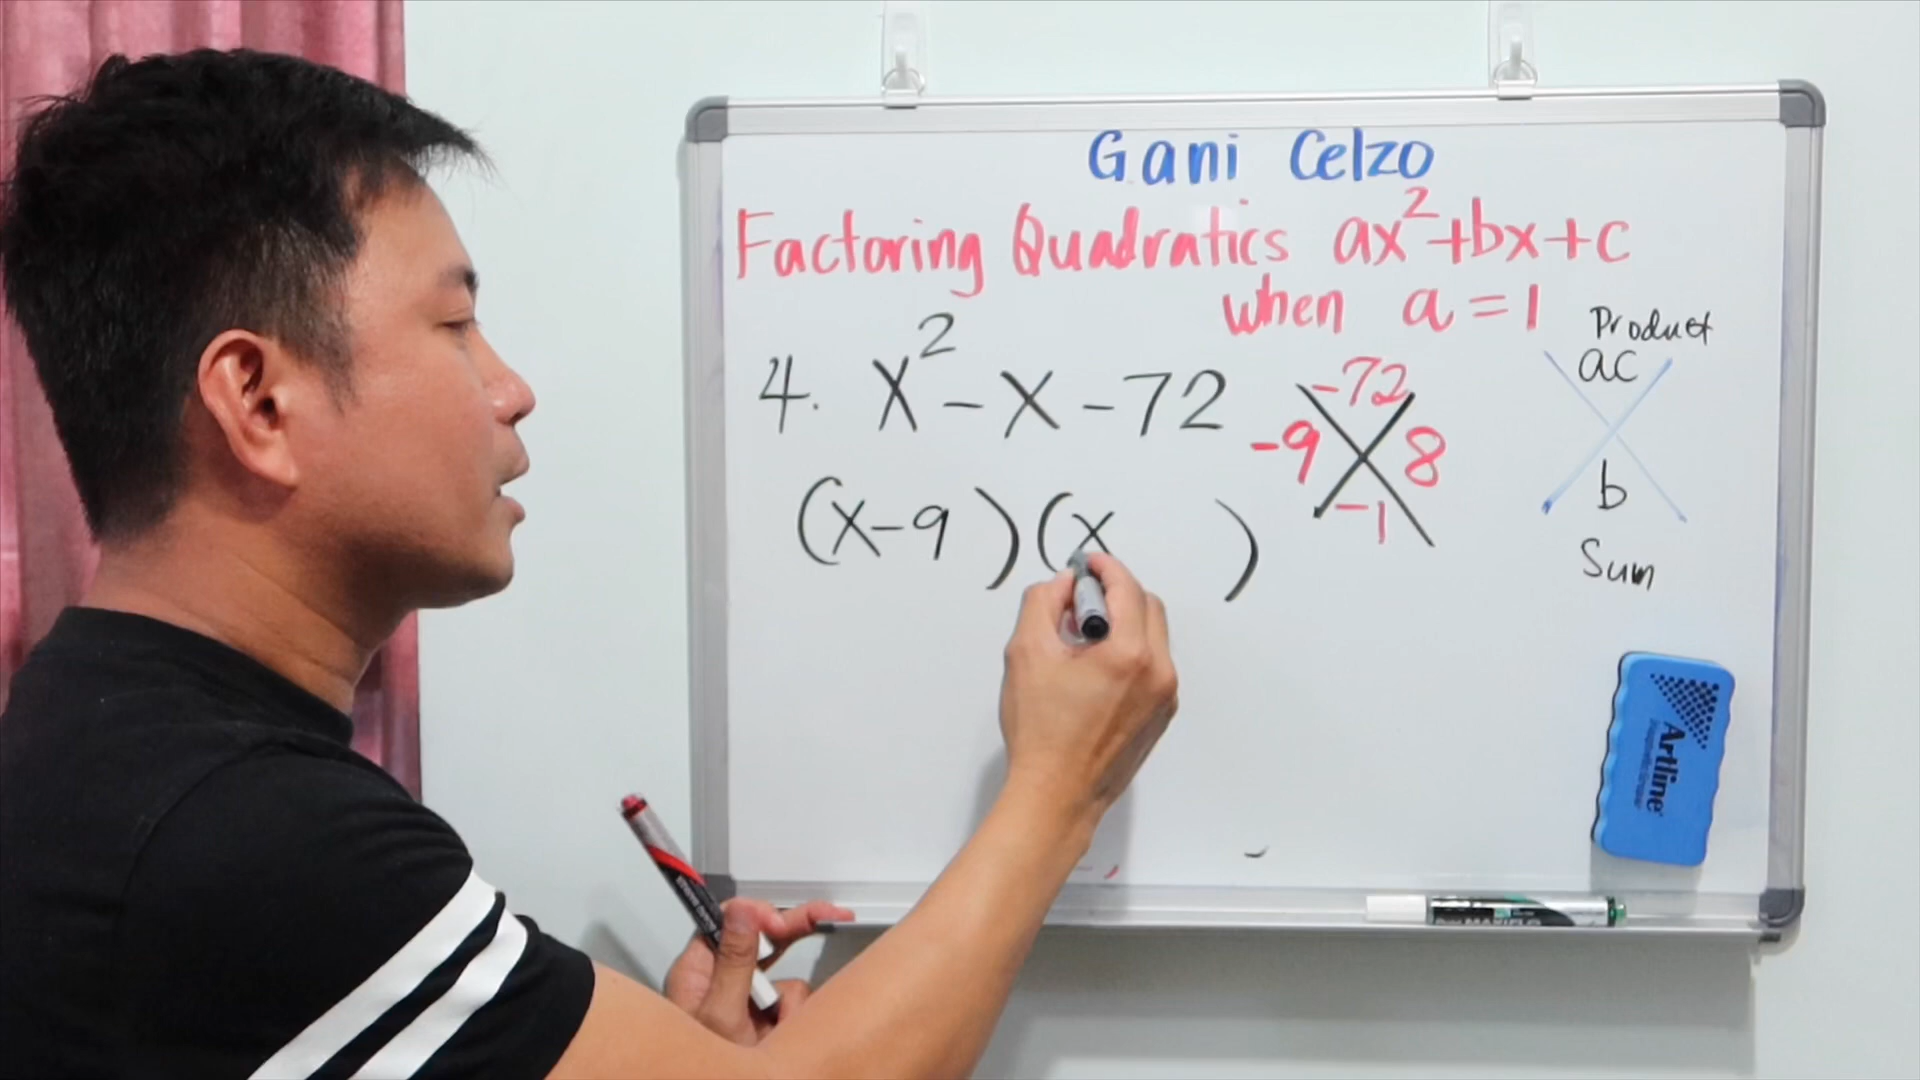 Gani Celzo
Factoring Quadratics ax²+bx+c
when a=1
4. x²-x-72
-72
-9 8
-1
(x-9)(x )
Product
ac
b
Sum
Artline